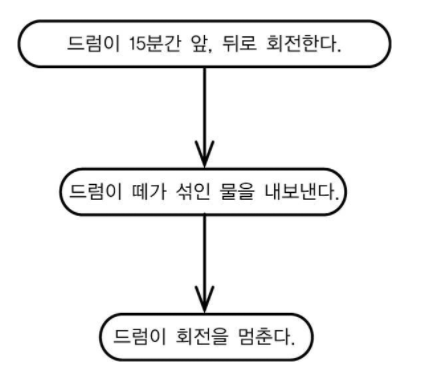 드럼이 15분간 앞, 뒤로 회전한다.
드럼이 떼가 섞인 물을 내보낸다.
드럼이 회전을 멈춘다.